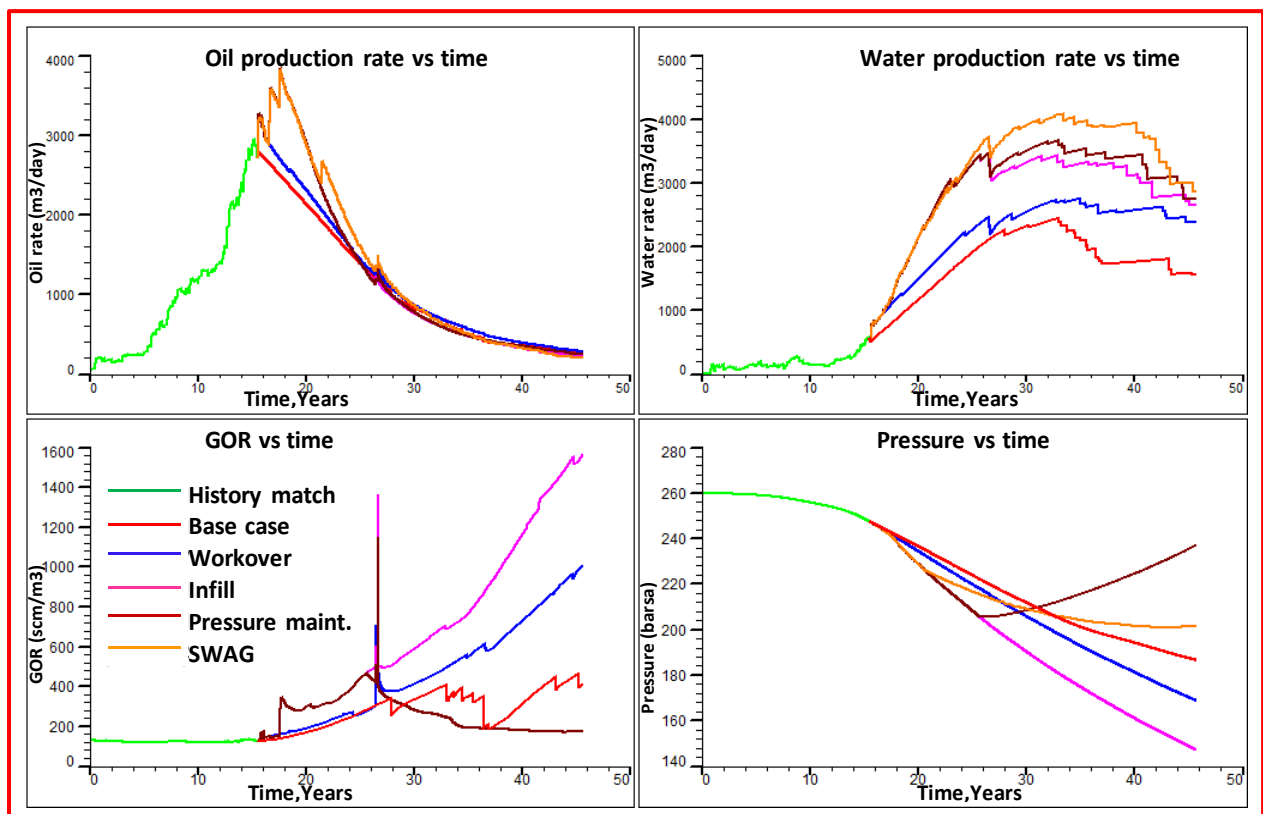 Oil production rate vs time
4000
3000
2000
1000
0
Oil rate (m3/day)
0 10 20 30 40 50
Time,Years
Water production rate vs time
5000
4000
3000
2000
1000
0
Water rate (m3/day)
0 10 20 30 40 50
Time,Years
GOR vs time
1600
1400
1200
1000
800
600
400
200
0
GOR (scm/m3)
History match
Base case
Workover
Infill
Pressure maint.
SWAG
0 10 20 30 40 50
Time,Years
Pressure vs time
260
240
220
200
180
160
140
Pressure (barsa)
0 10 20 30 40 50
Time,Years